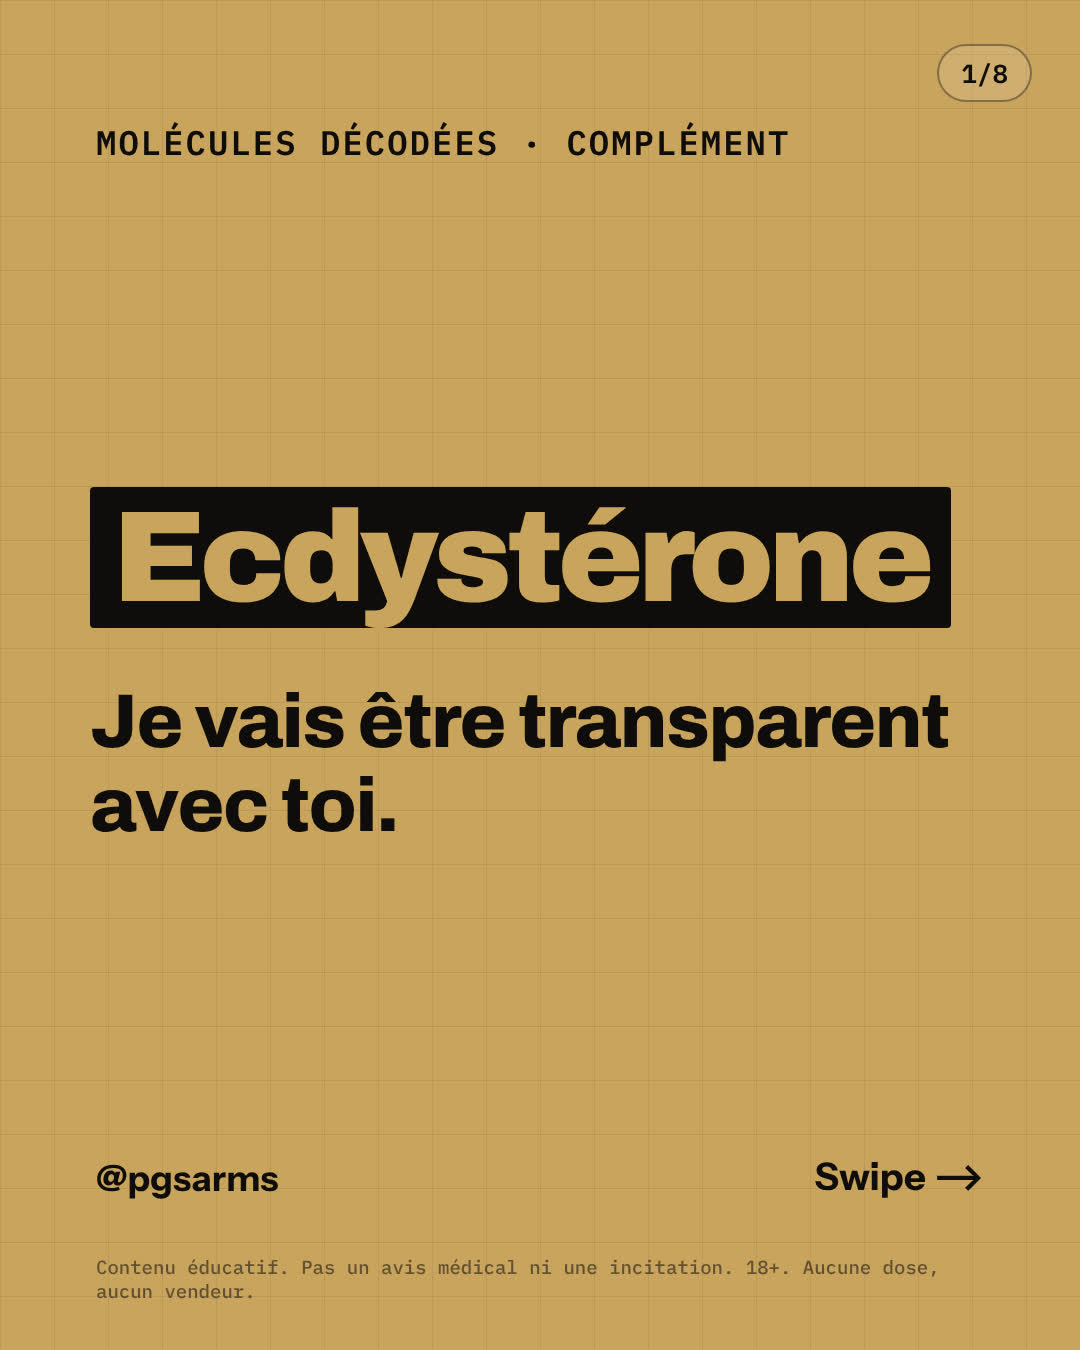 1/8
MOLÉCULES DÉCODÉES · COMPLÉMENT
Ecdystérone
Je vais être transparent
avec toi.
@pgsarms
Swipe →
Contenu éducatif. Pas un avis médical ni une incitation. 18+. Aucune dose,
aucun vendeur.